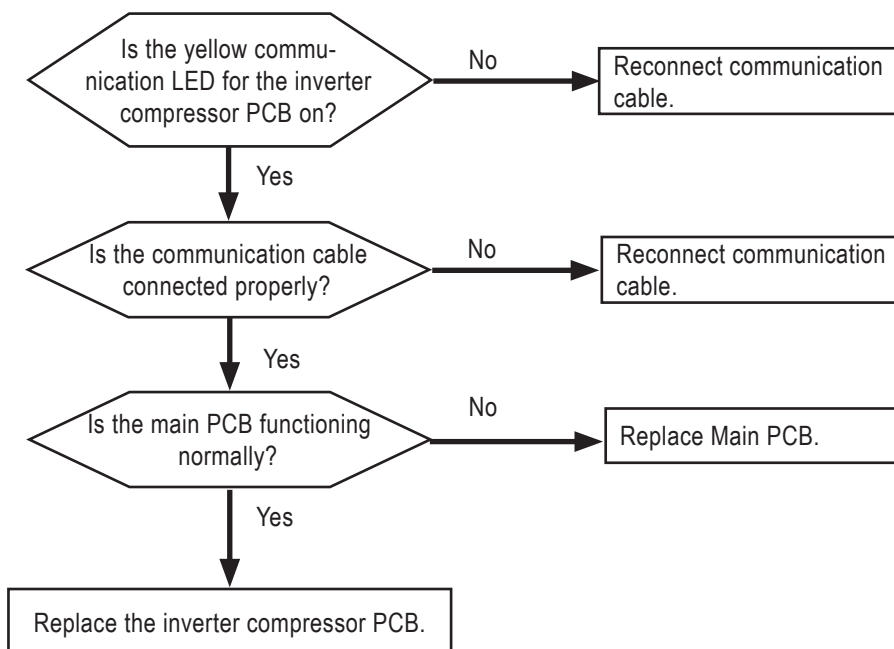 Is the yellow commu-
nication LED for the inverter
compressor PCB on?
No
Reconnect communication
cable.
Yes
Is the communication cable
connected properly?
No
Reconnect communication
cable.
Yes
Is the main PCB functioning
normally?
No
Replace Main PCB.
Yes
Replace the inverter compressor PCB.